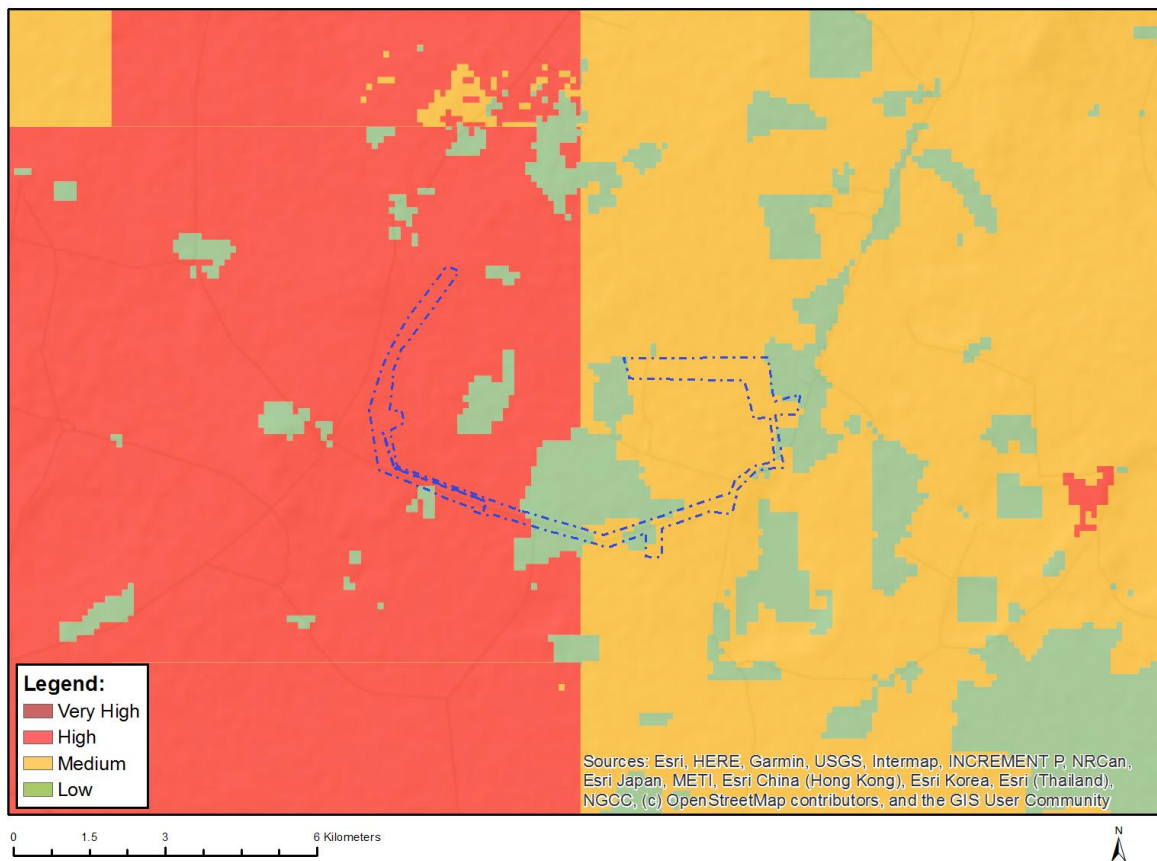 Legend:
Very High
High
Medium
Low
Sources: Esri, HERE, Garmin, USGS, Intermap, INCREMENT P, NRCan,
Esri Japan, METI, Esri China (Hong Kong), Esri Korea, Esri (Thailand),
NGCC, (c) OpenStreetMap contributors, and the GIS User Community
0 1.5 3 6 Kilometers
N